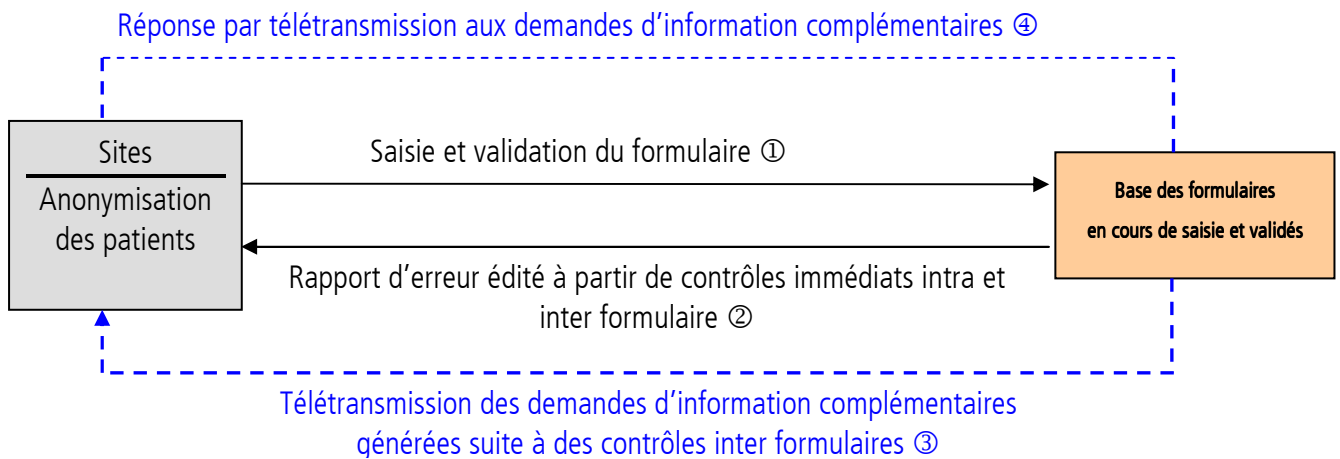 Réponse par télétransmission aux demandes d’information complémentaires ④
Sites
Anonymisation
des patients
Saisie et validation du formulaire ①
Base des formulaires
en cours de saisie et validés
Rapport d’erreur édité à partir de contrôles immédiats intra et
inter formulaire ②
Télétransmission des demandes d’information complémentaires
générées suite à des contrôles inter formulaires ③